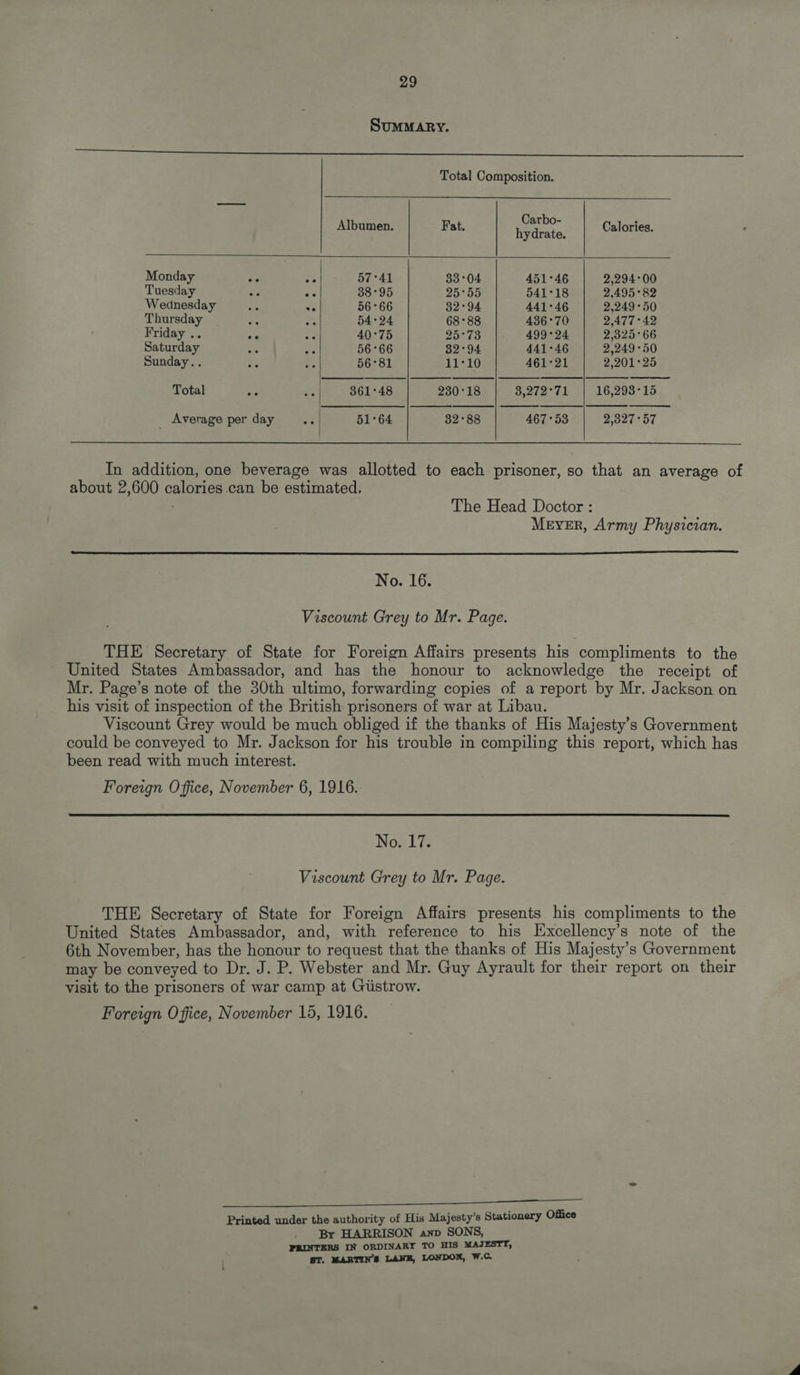 29
SUMMARY.
Total Composition.
—
Albumen. Fat. Carbo-hydrate. Calories.
Monday .. .. 57·41 33·04 451·46 2,294·00
Tuesday .. .. 38·95 25·55 541·18 2,495·82
Wednesday .. .. 56·66 32·94 441·46 2,249·50
Thursday .. .. 54·24 68·88 436·70 2,477·42
Friday .. .. .. 40·75 25·73 499·24 2,325·66
Saturday .. .. 56·66 32·94 441·46 2,249·50
Sunday.. .. .. 56·81 11·10 461·21 2,201·25
Total .. .. 361·48 230·18 3,272·71 16,293·15
Average per day .. 51·64 32·88 467·53 2,327·57
In addition, one beverage was allotted to each prisoner, so that an average of
about 2,600 calories can be estimated.
The Head Doctor:
MEYER, Army Physician.
No. 16.
Viscount Grey to Mr. Page.
THE Secretary of State for Foreign Affairs presents his compliments to the
United States Ambassador, and has the honour to acknowledge the receipt of
Mr. Page's note of the 30th ultimo, forwarding copies of a report by Mr. Jackson on
his visit of inspection of the British prisoners of war at Libau.
Viscount Grey would be much obliged if the thanks of His Majesty's Government
could be conveyed to Mr. Jackson for his trouble in compiling this report, which has
been read with much interest.
Foreign Office, November 6, 1916.
No. 17.
Viscount Grey to Mr. Page.
THE Secretary of State for Foreign Affairs presents his compliments to the
United States Ambassador, and, with reference to his Excellency's note of the
6th November, has the honour to request that the thanks of His Majesty's Government
may be conveyed to Dr. J. P. Webster and Mr. Guy Ayrault for their report on their
visit to the prisoners of war camp at Güstrow.
Foreign Office, November 15, 1916.
Printed under the authority of His Majesty's Stationery Office
By HARRISON AND SONS,
PRINTERS IN ORDINARY TO HIS MAJESTY,
ST. MARTIN'S LANE, LONDON, W.C.